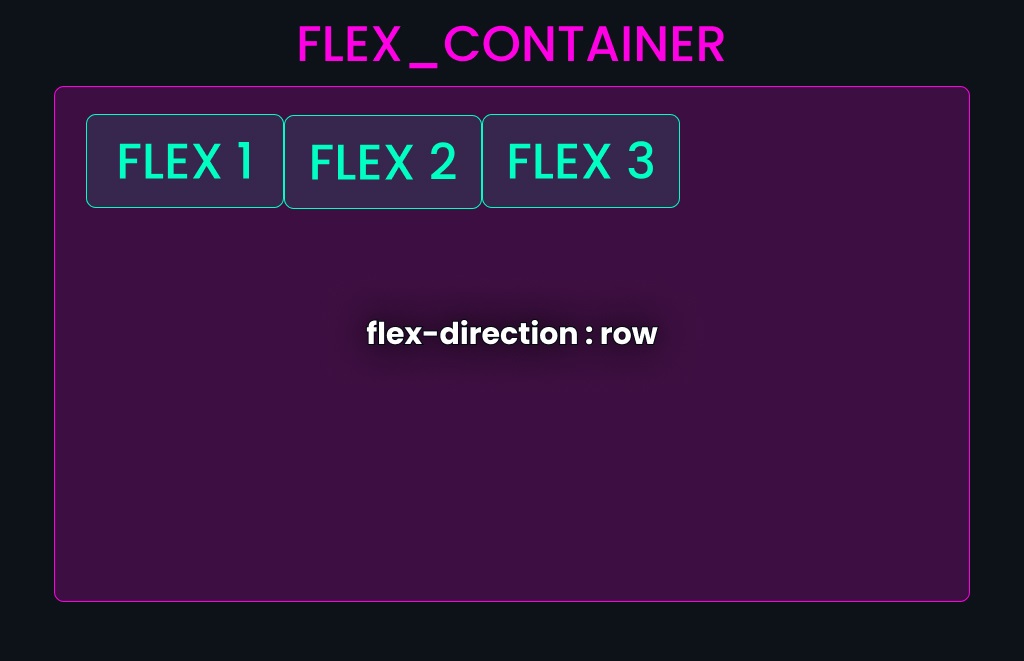 FLEX_CONTAINER
FLEX 1
FLEX 2
FLEX 3
flex-direction : row